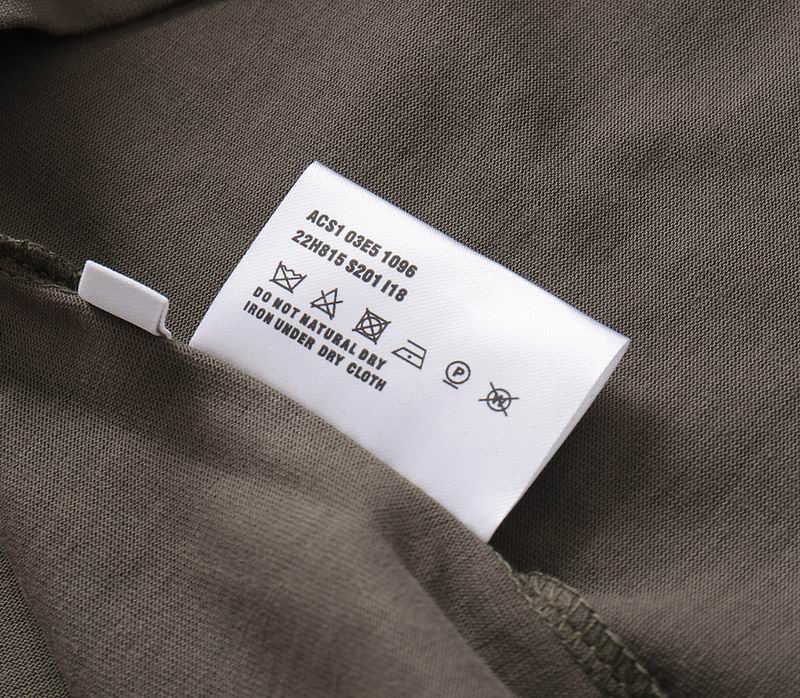 ACS1 03E5 1096
22H815 S201 I18
P W
DO NOT NATURAL DRY
IRON UNDER DRY CLOTH